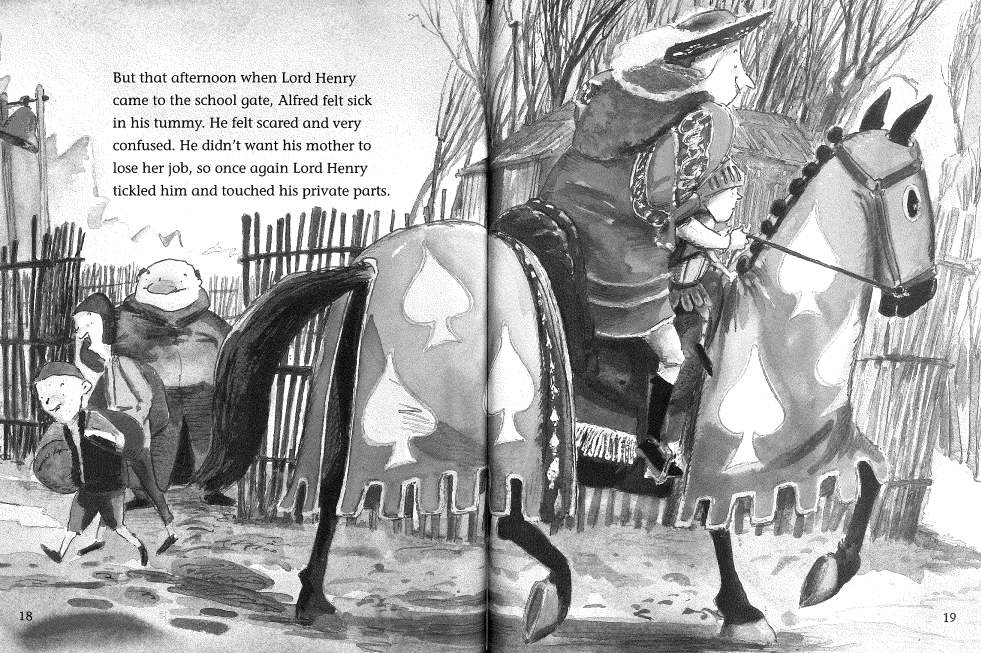 But that afternoon when Lord Henry
came to the school gate, Alfred felt sick
in his tummy. He felt scared and very
confused. He didn't want his mother to
lose her job, so once again Lord Henry
tickled him and touched his private parts.
18
19